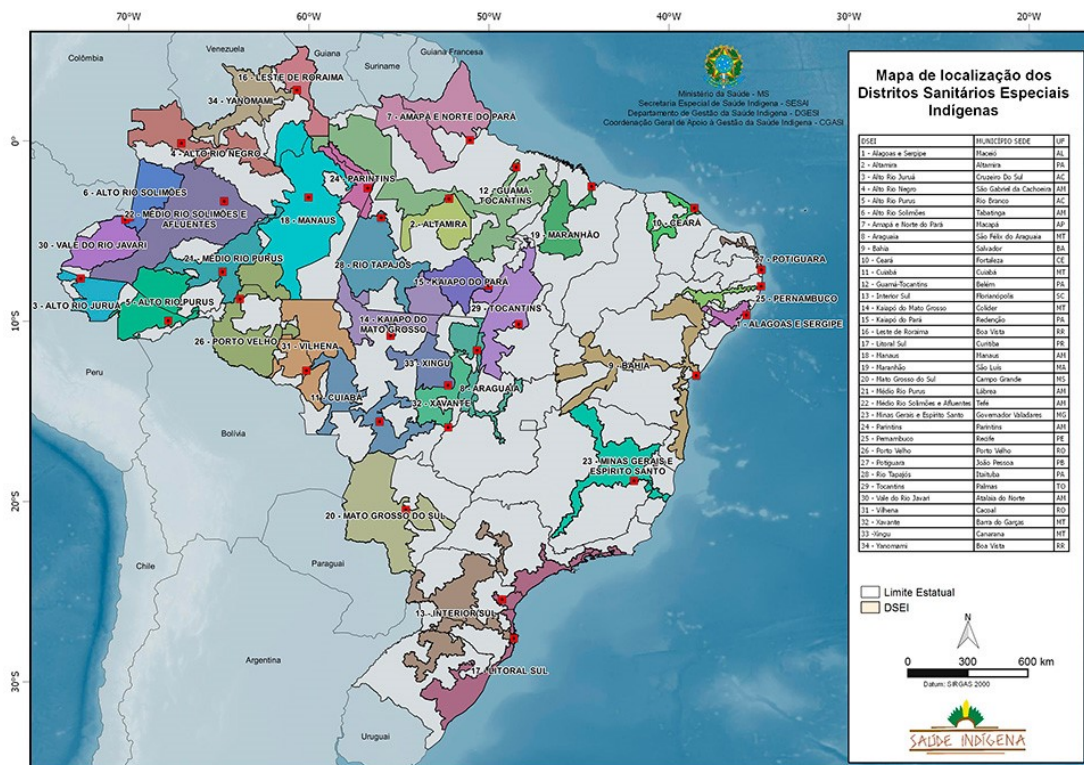 70°W
60°W
50°W
40°W
30°W
20°W
0°
10°S
20°S
30°S
Colômbia
Venezuela
Guiana
Suriname
Guiana Francesa
Peru
Bolívia
Chile
Paraguai
Argentina
Uruguai
16 - LESTE DE RORAIMA
34 - YANOMAMI
7 - AMAPÁ E NORTE DO PARÁ
4 - ALTO RIO NEGRO
24 - PARINTINS
6 - ALTO RIO SOLIMÕES
22 - MÉDIO RIO SOLIMÕES E
AFLUENTES
18 - MANAUS
12 - GUAMÁ-
TOCANTINS
2 - ALTAMIRA
19 - MARANHÃO
10 - CEARÁ
30 - VALE DO RIO JAVARI
21 - MÉDIO RIO PURUS
28 - RIO TAPAJÓS
15 - KAIAPO DO PARÁ
27 - POTIGUARA
3 - ALTO RIO JURUÁ
5 - ALTO RIO PURUS
29 - TOCANTINS
25 - PERNAMBUCO
14 - KAIAPO DO
MATO GROSSO
1 - ALAGOAS E SERGIPE
26 - PORTO VELHO
31 - VILHENA
33 - XINGU
9 - BAHIA
8 - ARAGUAIA
11 - CUIABÁ
32 - XAVANTE
23 - MINAS GERAIS E
ESPÍRITO SANTO
20 - MATO GROSSO DO SUL
13 - INTERIOR SUL
17 - LITORAL SUL
Ministério da Saúde - MS
Secretaria Especial de Saúde Indígena - SESAI
Departamento de Gestão da Saúde Indígena - DGESI
Coordenação Geral de Apoio à Gestão da Saúde Indígena - CGASI
Mapa de localização dos
Distritos Sanitários Especiais
Indígenas
DSEI MUNICÍPIO SEDE UF
1 - Alagoas e Sergipe Maceió AL
2 - Altamira Altamira PA
3 - Alto Rio Juruá Cruzeiro Do Sul AC
4 - Alto Rio Negro São Gabriel da Cachoeira AM
5 - Alto Rio Purus Rio Branco AC
6 - Alto Rio Solimões Tabatinga AM
7 - Amapá e Norte do Pará Macapá AP
8 - Araguaia São Félix do Araguaia MT
9 - Bahia Salvador BA
10 - Ceará Fortaleza CE
11 - Cuiabá Cuiabá MT
12 - Guamá-Tocantins Belém PA
13 - Interior Sul Florianópolis SC
14 - Kaiapó do Mato Grosso Colíder MT
15 - Kaiapó do Pará Redenção PA
16 - Leste de Roraima Boa Vista RR
17 - Litoral Sul Curitiba PR
18 - Manaus Manaus AM
19 - Maranhão São Luís MA
20 - Mato Grosso do Sul Campo Grande MS
21 - Médio Rio Purus Lábrea AM
22 - Médio Rio Solimões e Afluentes Tefé AM
23 - Minas Gerais e Espírito Santo Governador Valadares MG
24 - Parintins Parintins AM
25 - Pernambuco Recife PE
26 - Porto Velho Porto Velho RO
27 - Potiguara João Pessoa PB
28 - Rio Tapajós Itaituba PA
29 - Tocantins Palmas TO
30 - Vale do Rio Javari Atalaia do Norte AM
31 - Vilhena Cacoal RO
32 - Xavante Barra do Garças MT
33 -Xingu Canarana MT
34 - Yanomami Boa Vista RR
Limite Estatual
DSEI
N
0 300 600 km
Datum: SIRGAS 2000
SAÚDE INDÍGENA